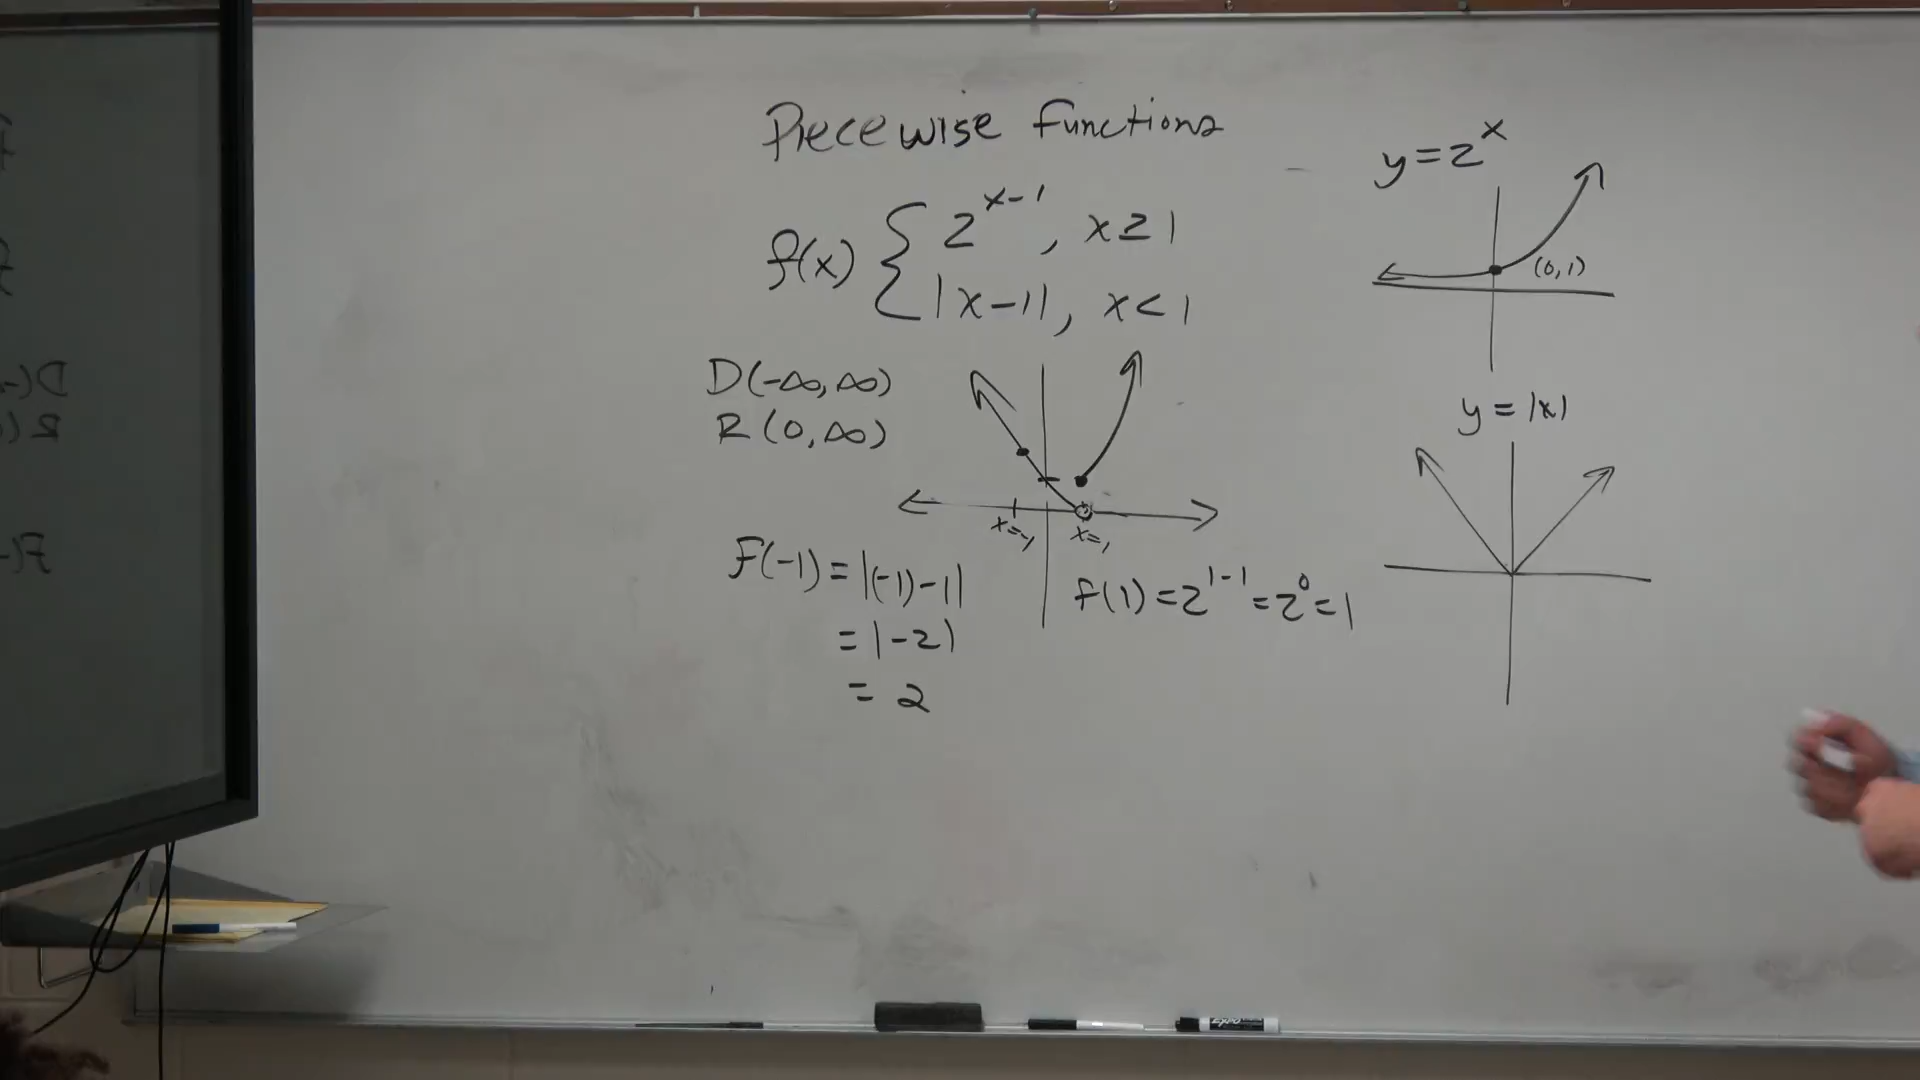 Piecewise Functions
f(x) { 2^{x-1}, x≥1
|x-1|, x<1
D(-∞,∞)
R(0,∞)
x=-1
x=1
F(-1)=|(-1)-1|
=|-2|
= 2
f(1)=2^{1-1}=2^0=1
y=2^x
(0,1)
y=|x|
EXPO